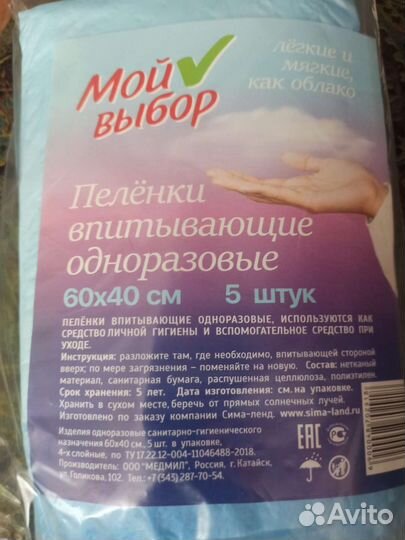 Мой
выбор
лёгкие и
мягкие,
как облако
Пелёнки
впитывающие
одноразовые
60х40 см 5 штук
ПЕЛЁНКИ ВПИТЫВАЮЩИЕ ОДНОРАЗОВЫЕ, ИСПОЛЬЗУЮТСЯ КАК
СРЕДСТВО ЛИЧНОЙ ГИГИЕНЫ И ВСПОМОГАТЕЛЬНОЕ СРЕДСТВО ПРИ
УХОДЕ.
Инструкция: разложите там, где необходимо, впитывающей стороной
вверх; по мере загрязнения – поменяйте на новую. Состав: нетканый
материал, санитарная бумага, распушенная целлюлоза, полиэтилен.
Срок хранения: 5 лет. Дата изготовления: см. на упаковке.
Хранить в сухом месте, беречь от прямых солнечных лучей.
Изготовлено по заказу компании Сима-ленд. www.sima-land.ru
Изделия одноразовые санитарно-гигиенического
назначения 60х40 см, 5 шт. в упаковке,
4-х слойные, по ТУ 17.22.12-004-11046488-2018.
Производитель: ООО "МЕДМИЛ", Россия, г. Катайск,
ул. Голикова, 102. Тел.: +7(343)287-70-54.
EAC
Avito